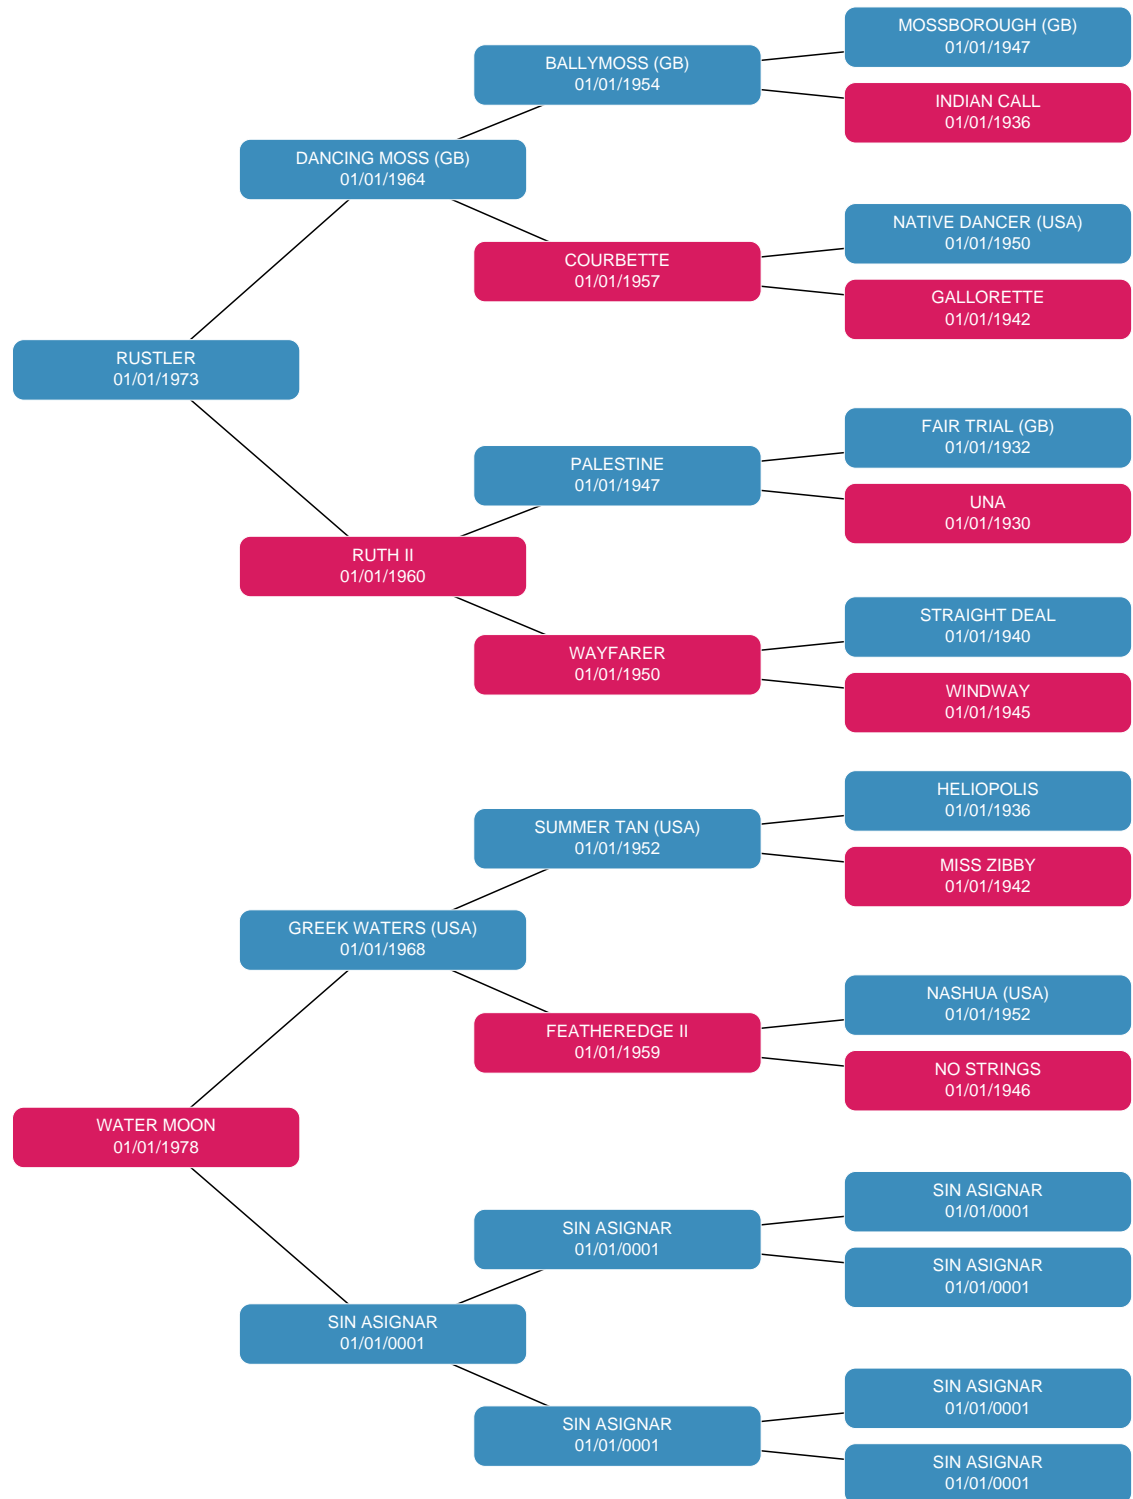 MOSSBOROUGH (GB)
01/01/1947
BALLYMOSS (GB)
01/01/1954
INDIAN CALL
01/01/1936
DANCING MOSS (GB)
01/01/1964
NATIVE DANCER (USA)
01/01/1950
COURBETTE
01/01/1957
GALLORETTE
01/01/1942
RUSTLER
01/01/1973
FAIR TRIAL (GB)
01/01/1932
PALESTINE
01/01/1947
UNA
01/01/1930
RUTH II
01/01/1960
STRAIGHT DEAL
01/01/1940
WAYFARER
01/01/1950
WINDWAY
01/01/1945
HELIOPOLIS
01/01/1936
SUMMER TAN (USA)
01/01/1952
MISS ZIBBY
01/01/1942
GREEK WATERS (USA)
01/01/1968
NASHUA (USA)
01/01/1952
FEATHEREDGE II
01/01/1959
NO STRINGS
01/01/1946
WATER MOON
01/01/1978
SIN ASIGNAR
01/01/0001
SIN ASIGNAR
01/01/0001
SIN ASIGNAR
01/01/0001
SIN ASIGNAR
01/01/0001
SIN ASIGNAR
01/01/0001
SIN ASIGNAR
01/01/0001
SIN ASIGNAR
01/01/0001